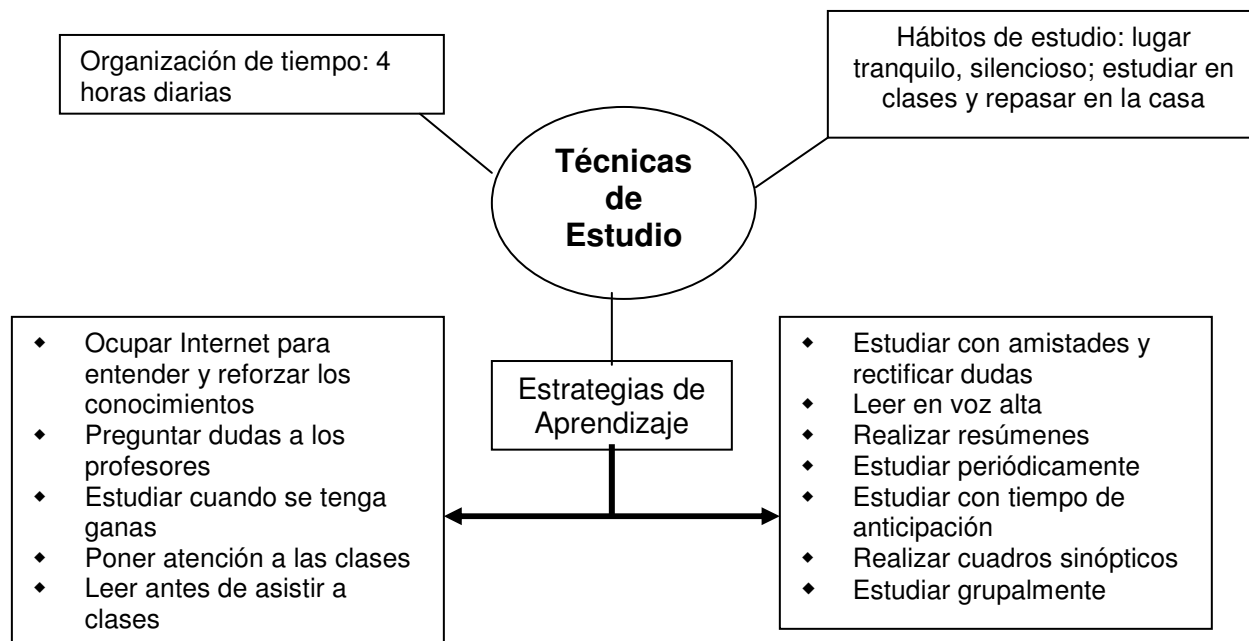 Organización de tiempo: 4
horas diarias
Hábitos de estudio: lugar
tranquilo, silencioso; estudiar en
clases y repasar en la casa
Técnicas
de
Estudio
Estrategias de
Aprendizaje
◆ Ocupar Internet para
entender y reforzar los
conocimientos
◆ Preguntar dudas a los
profesores
◆ Estudiar cuando se tenga
ganas
◆ Poner atención a las clases
◆ Leer antes de asistir a
clases
◆ Estudiar con amistades y
rectificar dudas
◆ Leer en voz alta
◆ Realizar resúmenes
◆ Estudiar periódicamente
◆ Estudiar con tiempo de
anticipación
◆ Realizar cuadros sinópticos
◆ Estudiar grupalmente